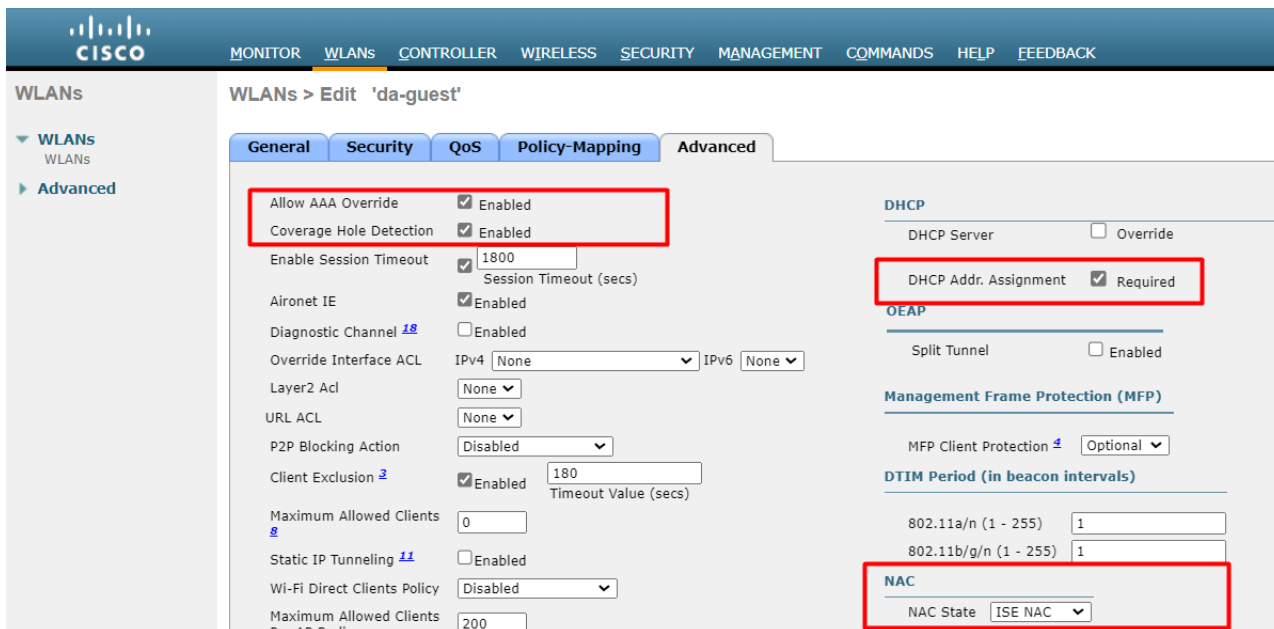 CISCO
MONITOR WLANs CONTROLLER WIRELESS SECURITY MANAGEMENT COMMANDS HELP FEEDBACK
WLANs
WLANs
WLANs
Advanced
WLANs > Edit 'da-guest'
General Security QoS Policy-Mapping Advanced
Allow AAA Override Enabled
Coverage Hole Detection Enabled
Enable Session Timeout 1800
Session Timeout (secs)
Aironet IE Enabled
Diagnostic Channel 18 Enabled
Override Interface ACL IPv4 None IPv6 None
Layer2 Acl None
URL ACL None
P2P Blocking Action Disabled
Client Exclusion 3 Enabled 180
Timeout Value (secs)
Maximum Allowed Clients
8 0
Static IP Tunneling 11 Enabled
Wi-Fi Direct Clients Policy Disabled
Maximum Allowed Clients
200
DHCP
DHCP Server Override
DHCP Addr. Assignment Required
OEAP
Split Tunnel Enabled
Management Frame Protection (MFP)
MFP Client Protection 4 Optional
DTIM Period (in beacon intervals)
802.11a/n (1 - 255) 1
802.11b/g/n (1 - 255) 1
NAC
NAC State ISE NAC